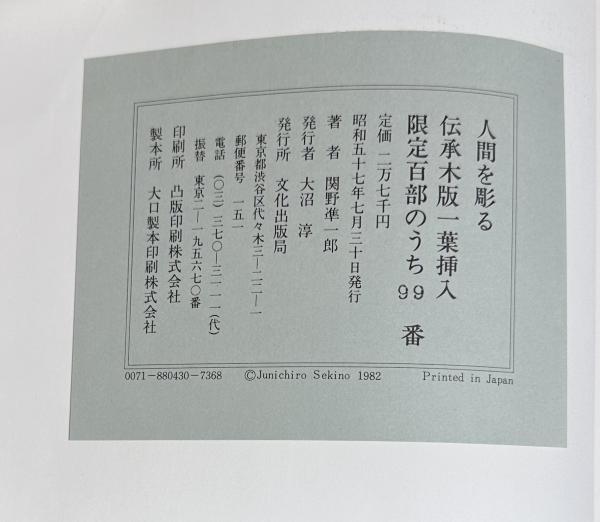 人間を彫る
伝承木版一葉挿入
限定百部のうち 99 番
定価 二万七千円
昭和五十七年七月三十日発行
著 者 関野凖一郎
発行者 大沼 淳
発行所 文化出版局
東京都渋谷区代々木三―二二―一
郵便番号 一五一
電話 (〇三)三七〇―三一一一(代)
振替 東京二―一九五六七〇番
印刷所 凸版印刷株式会社
製本所 大口製本印刷株式会社
0071-880430-7368 ©Junichiro Sekino 1982 Printed in Japan